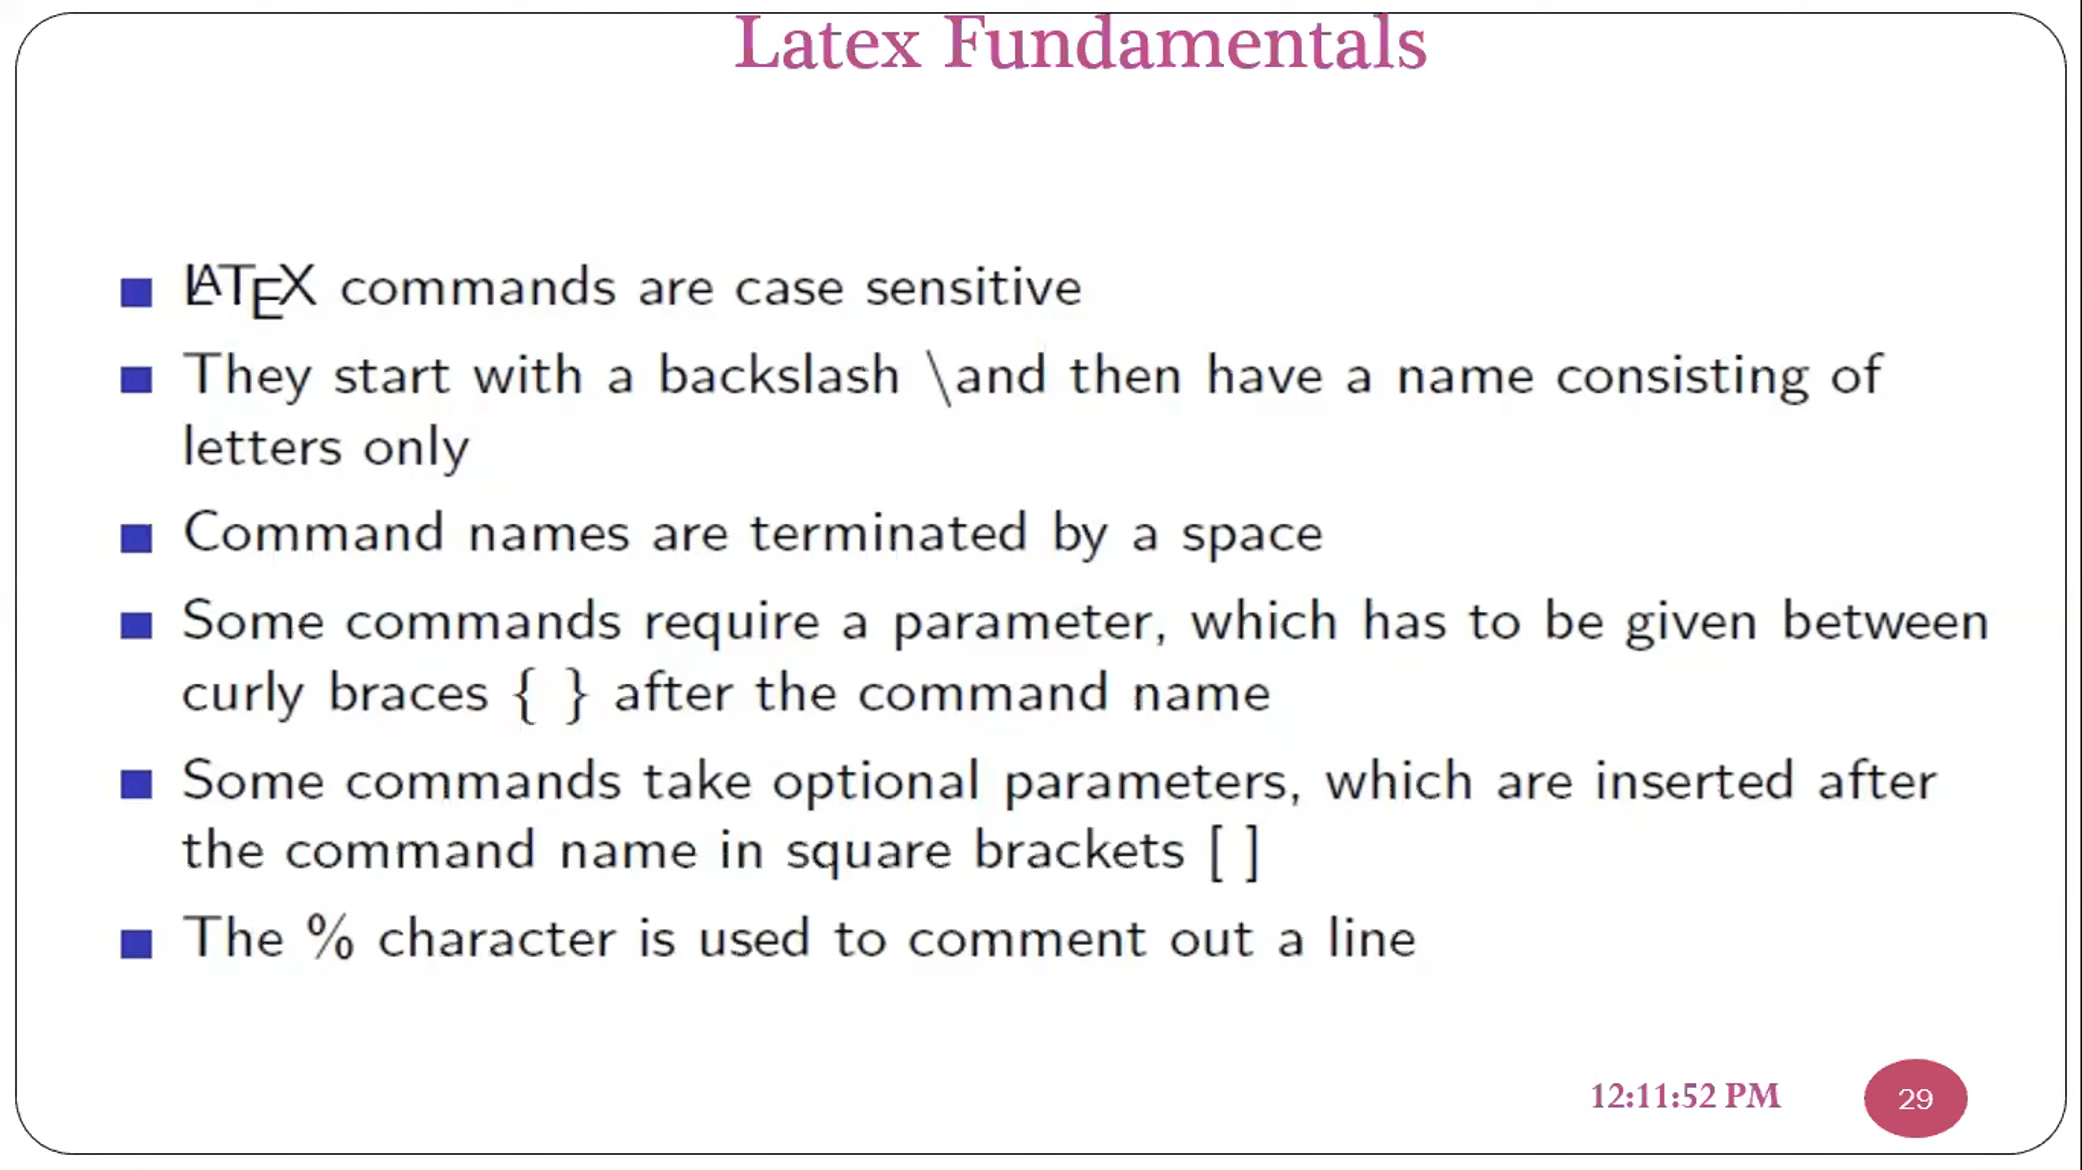 Latex Fundamentals
LATEX commands are case sensitive
They start with a backslash \and then have a name consisting of
letters only
Command names are terminated by a space
Some commands require a parameter, which has to be given between
curly braces { } after the command name
Some commands take optional parameters, which are inserted after
the command name in square brackets [ ]
The % character is used to comment out a line
12:11:52 PM
29